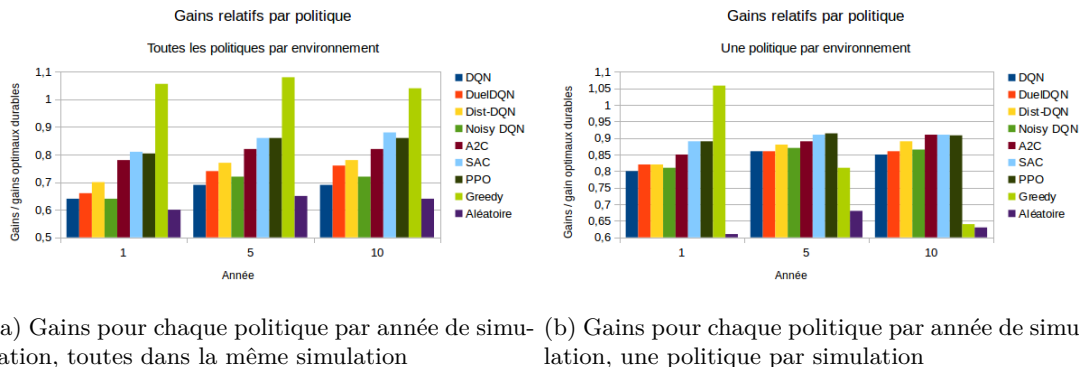 Gains relatifs par politique
Toutes les politiques par environnement
Gains / gains optimaux durables
1,1
1
0,9
0,8
0,7
0,6
0,5
1
5
10
Année
DQN
DuelDQN
Dist-DQN
Noisy DQN
A2C
SAC
PPO
Greedy
Aléatoire
Gains relatifs par politique
Une politique par environnement
Gains / gain optimaux durables
1,1
1,05
1
0,95
0,9
0,85
0,8
0,75
0,7
0,65
0,6
1
5
10
Année
DQN
DuelDQN
Dist-DQN
Noisy DQN
A2C
SAC
PPO
Greedy
Aléatoire
a) Gains pour chaque politique par année de simu-
ation, toutes dans la même simulation
(b) Gains pour chaque politique par année de simu
lation, une politique par simulation